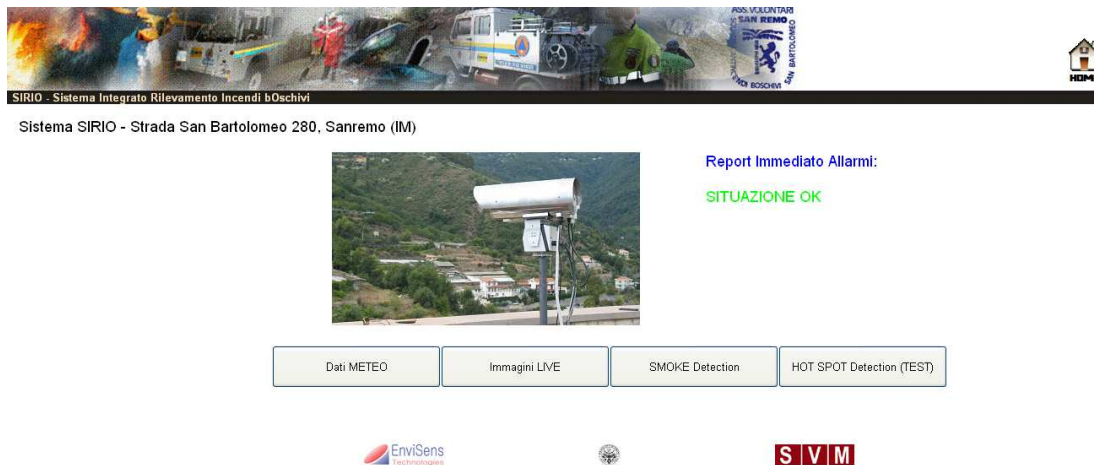 ASS. VOLONTARI
SAN REMO
SAN BARTOLOMEO
HOME
SIRIO - Sistema Integrato Rilevamento Incendi bOschivi
Sistema SIRIO - Strada San Bartolomeo 280, Sanremo (IM)
Report Immediato Allarmi:
SITUAZIONE OK
Dati METEO
Immagini LIVE
SMOKE Detection
HOT SPOT Detection (TEST)
EnviSens
Technologies
SVM